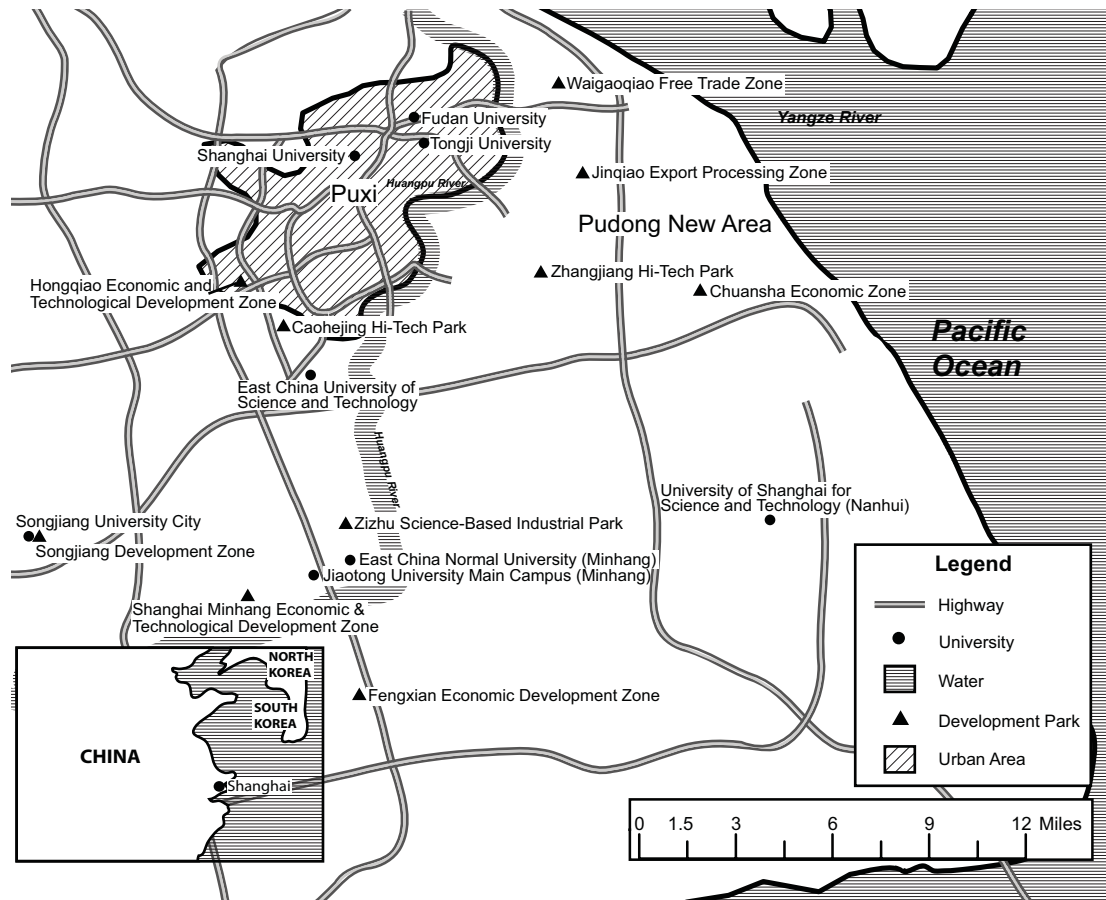 Waigaoqiao Free Trade Zone
Yangze River
Fudan University
Tongji University
Shanghai University
Jinqiao Export Processing Zone
Huangpu River
Puxi
Pudong New Area
Zhangjiang Hi-Tech Park
Hongqiao Economic and
Technological Development Zone
Chuansha Economic Zone
Caohejing Hi-Tech Park
Pacific
Ocean
East China University of
Science and Technology
Huangpu River
University of Shanghai for
Science and Technology (Nanhui)
Songjiang University City
Songjiang Development Zone
Zizhu Science-Based Industrial Park
East China Normal University (Minhang)
Jiaotong University Main Campus (Minhang)
Shanghai Minhang Economic &
Technological Development Zone
Fengxian Economic Development Zone
Legend
Highway
University
Water
Development Park
Urban Area
NORTH
KOREA
SOUTH
KOREA
CHINA
Shanghai
0 1.5 3 6 9 12 Miles